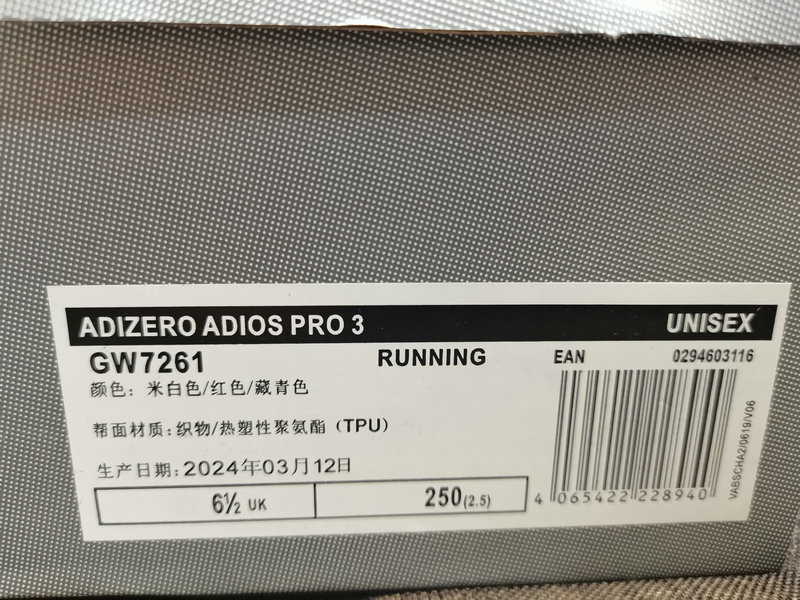 ADIZERO ADIOS PRO 3 UNISEX
GW7261 RUNNING EAN 0294603116
颜色：米白色/红色/藏青色
帮面材质：织物/热塑性聚氨酯（TPU）
生产日期：2024年03月12日
6½ UK 250(2.5)
4 065422 228940
VABSCHA2/0619/V06